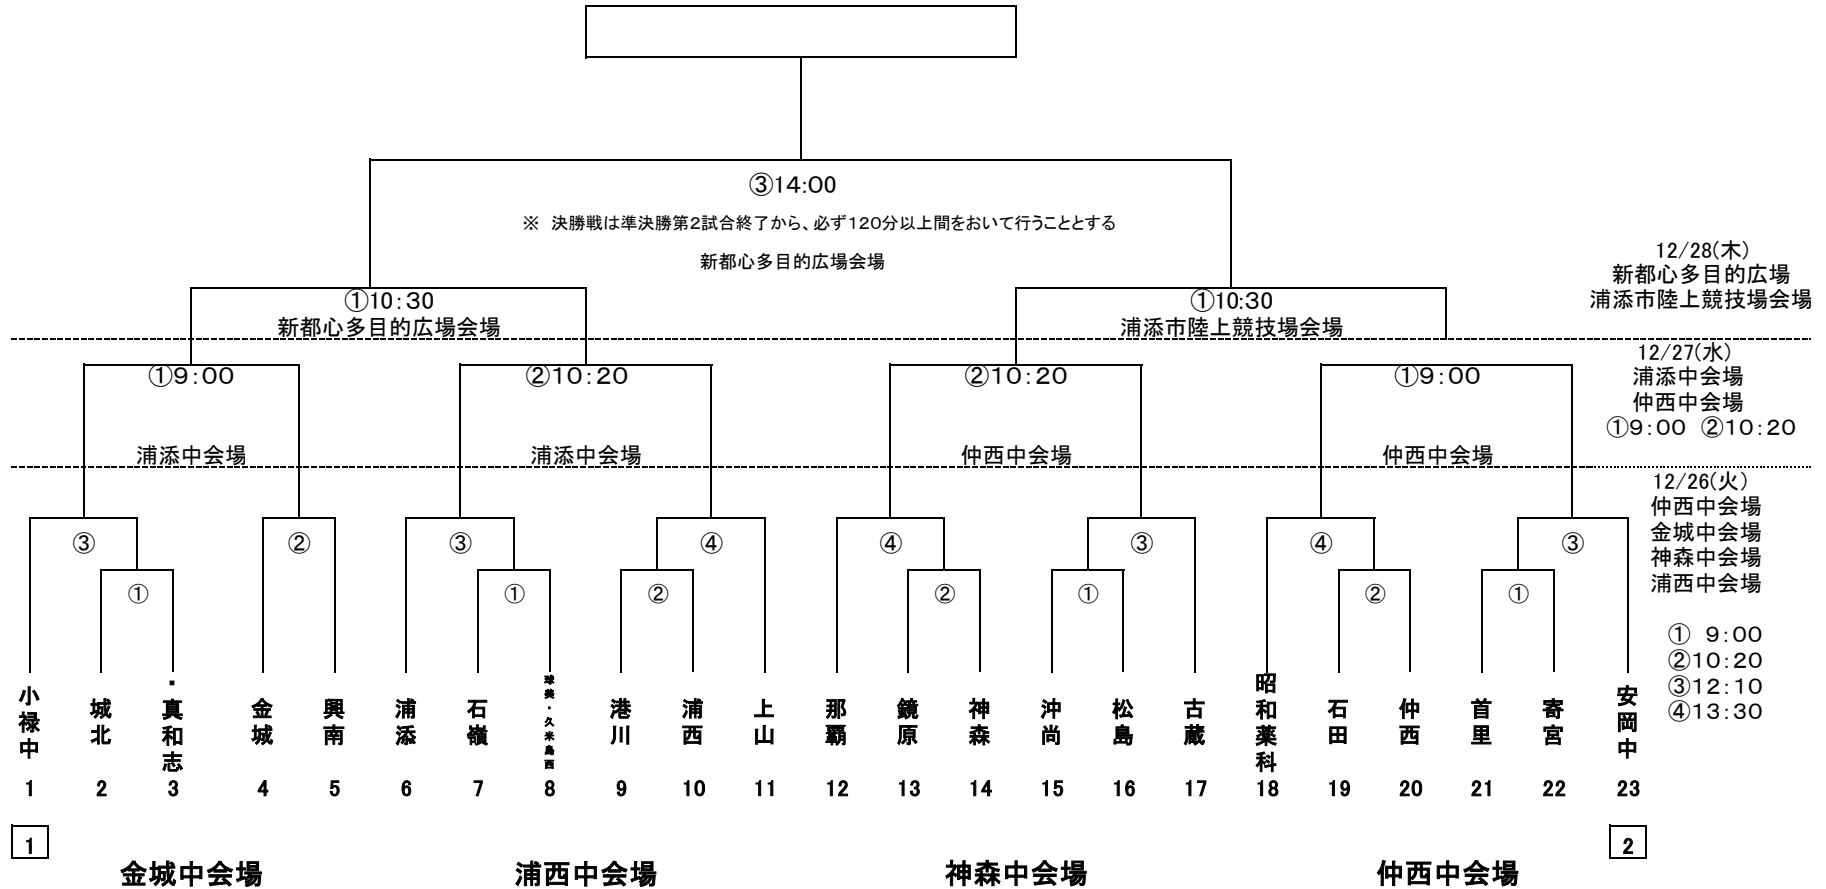 ③14:00
※ 決勝戦は準決勝第2試合終了から、必ず120分以上間をおいて行うこととする
新都心多目的広場会場
12/28(木)
新都心多目的広場
浦添市陸上競技場会場
①10:30
新都心多目的広場会場
①10:30
浦添市陸上競技場会場
12/27(水)
浦添中会場
仲西中会場
①9:00 ②10:20
①9:00
②10:20
②10:20
①9:00
浦添中会場
浦添中会場
仲西中会場
仲西中会場
12/26(火)
仲西中会場
金城中会場
神森中会場
浦西中会場
① 9:00
②10:20
③12:10
④13:30
③
②
③
④
④
③
④
③
①
①
②
②
①
②
①
小禄中
城北
・真和志
金城
興南
浦添
石嶺
球美・久米島西
港川
浦西
上山
那覇
鏡原
神森
沖尚
松島
古蔵
昭和薬科
石田
仲西
首里
寄宮
安岡中
1 2 3 4 5 6 7 8 9 10 11 12 13 14 15 16 17 18 19 20 21 22 23
1
2
金城中会場
浦西中会場
神森中会場
仲西中会場